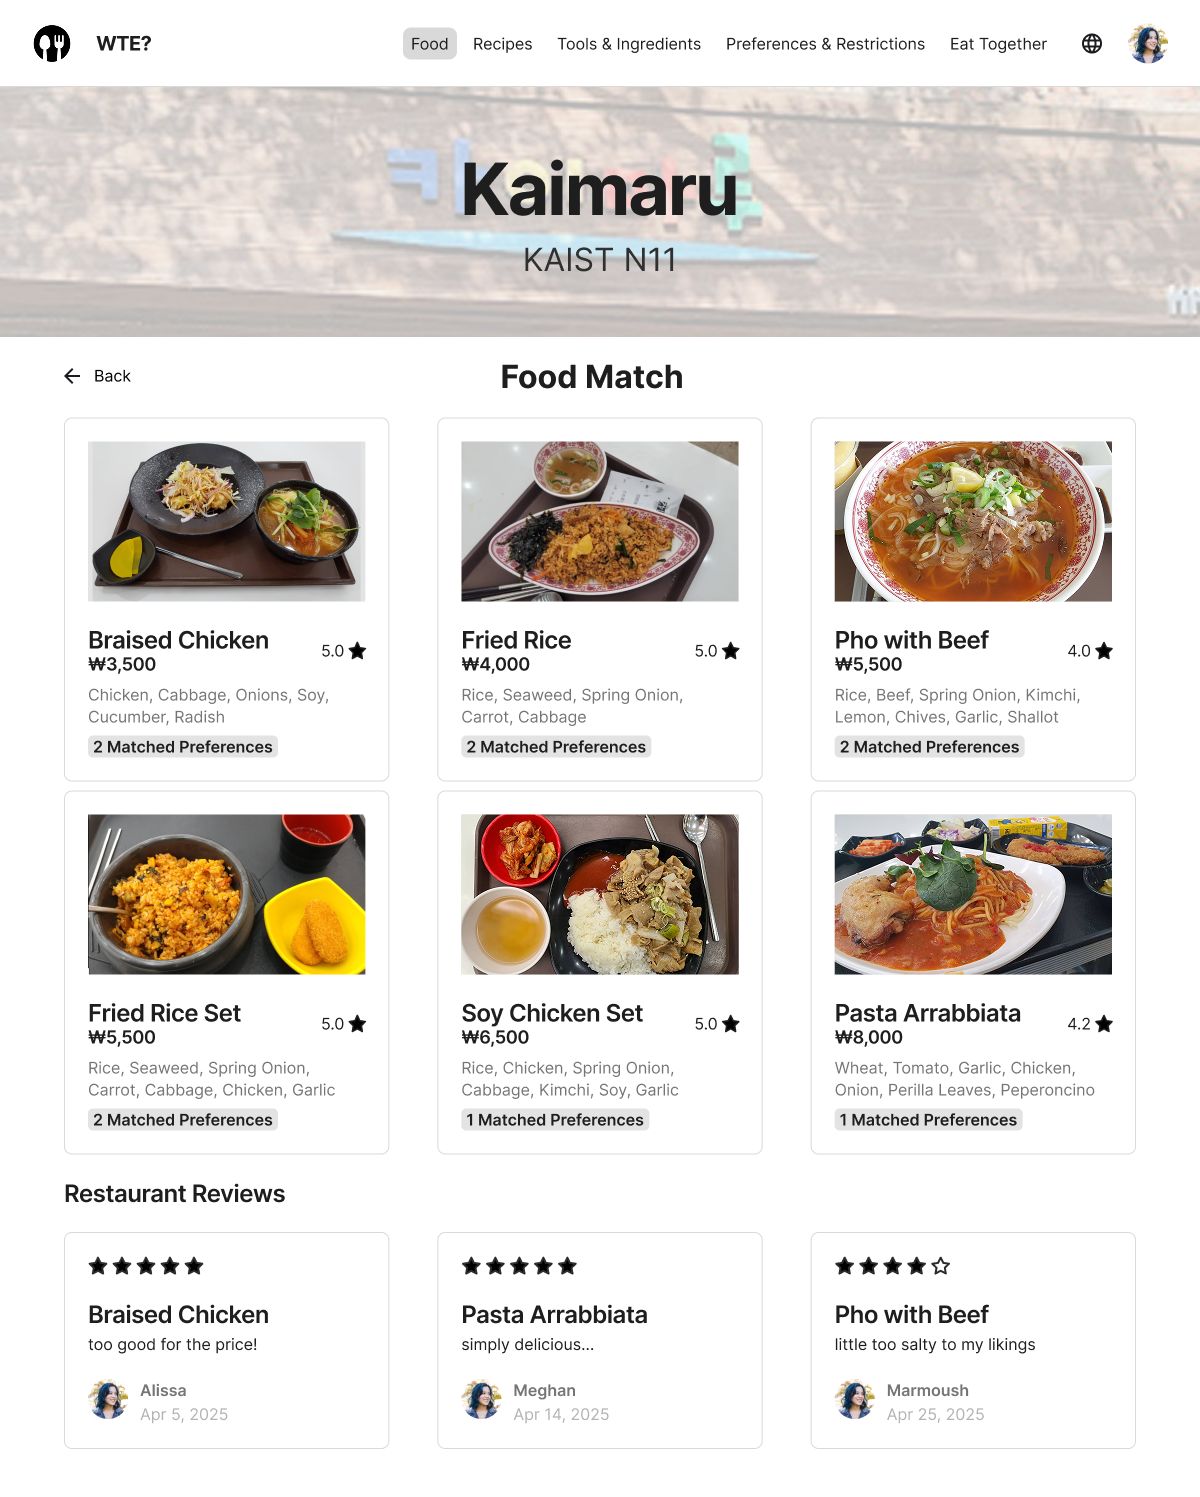 WTE?
Food
Recipes
Tools & Ingredients
Preferences & Restrictions
Eat Together
Kaimaru
KAIST N11
Back
Food Match
Braised Chicken
₩3,500
5.0
Chicken, Cabbage, Onions, Soy,
Cucumber, Radish
2 Matched Preferences
Fried Rice
₩4,000
5.0
Rice, Seaweed, Spring Onion,
Carrot, Cabbage
2 Matched Preferences
Pho with Beef
₩5,500
4.0
Rice, Beef, Spring Onion, Kimchi,
Lemon, Chives, Garlic, Shallot
2 Matched Preferences
Fried Rice Set
₩5,500
5.0
Rice, Seaweed, Spring Onion,
Carrot, Cabbage, Chicken, Garlic
2 Matched Preferences
Soy Chicken Set
₩6,500
5.0
Rice, Chicken, Spring Onion,
Cabbage, Kimchi, Soy, Garlic
1 Matched Preferences
Pasta Arrabbiata
₩8,000
4.2
Wheat, Tomato, Garlic, Chicken,
Onion, Perilla Leaves, Peperoncino
1 Matched Preferences
Restaurant Reviews
Braised Chicken
too good for the price!
Alissa
Apr 5, 2025
Pasta Arrabbiata
simply delicious...
Meghan
Apr 14, 2025
Pho with Beef
little too salty to my likings
Marmoush
Apr 25, 2025